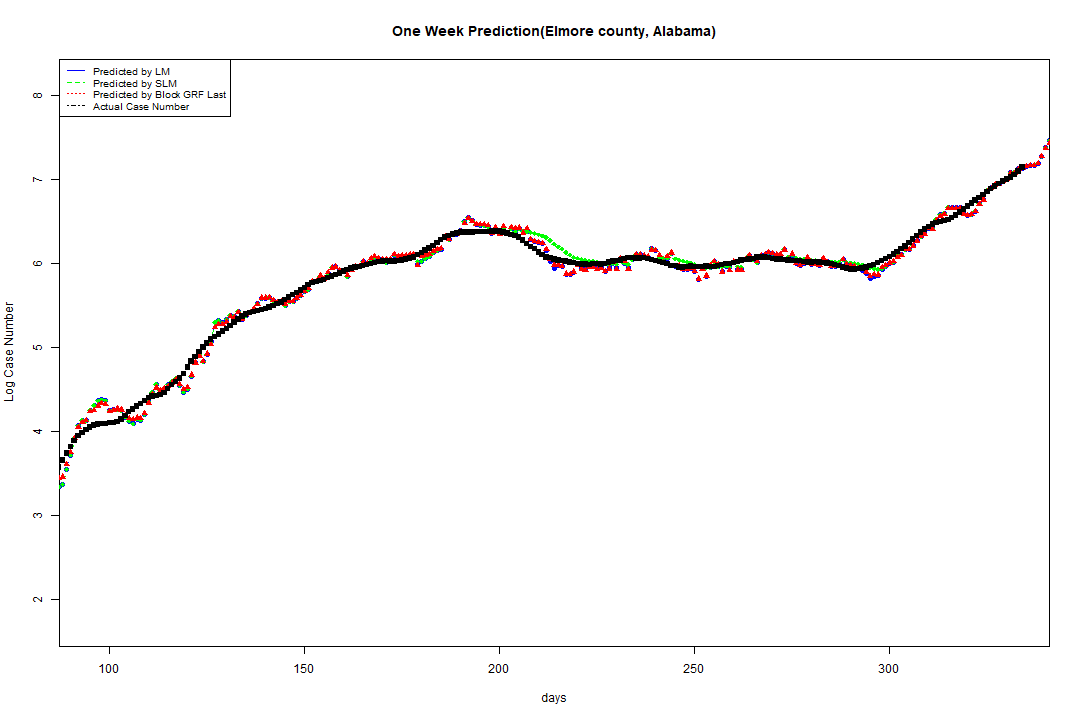 One Week Prediction(Elmore county, Alabama)
Predicted by LM
Predicted by SLM
Predicted by Block GRF Last
Actual Case Number
8
7
6
5
4
3
2
Log Case Number
100 150 200 250 300
days